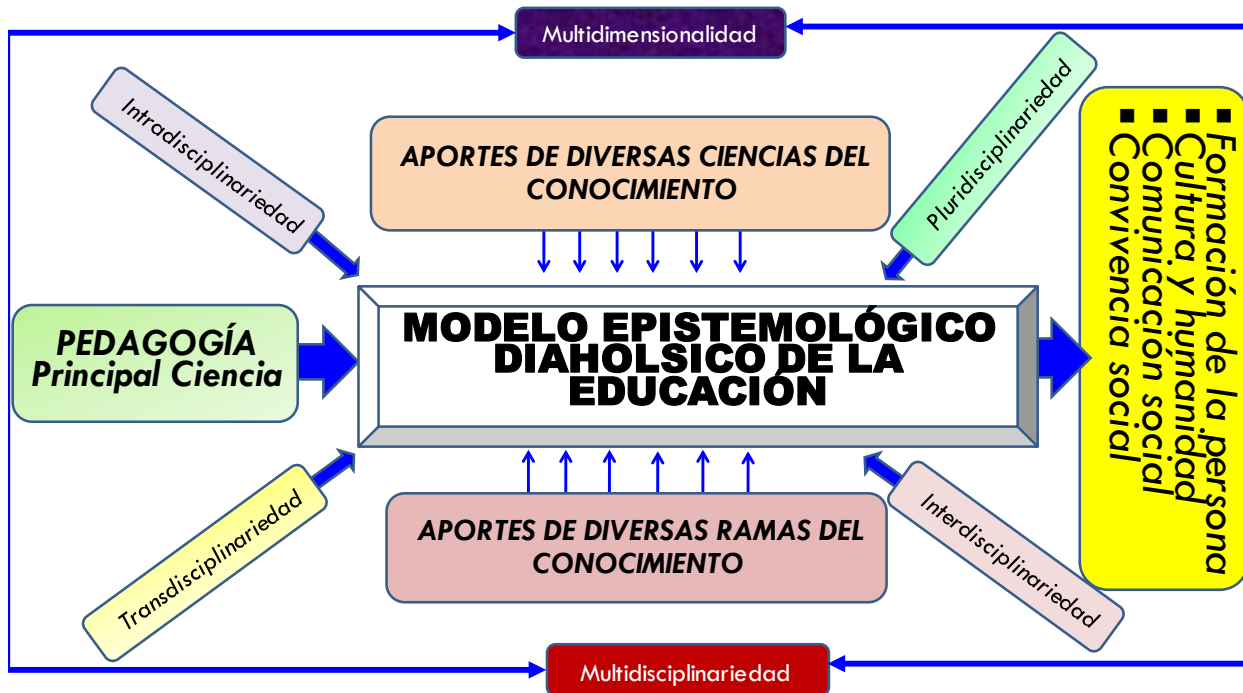 Multidimensionalidad
Intradisciplinariedad
APORTES DE DIVERSAS CIENCIAS DEL
CONOCIMIENTO
Pluridisciplinariedad
PEDAGOGÍA
Principal Ciencia
MODELO EPISTEMOLÓGICO
DIAHOLSICO DE LA
EDUCACIÓN
▪ Formación de la persona
▪ Cultura y humanidad
▪ Comunicación social
▪ Convivencia social
Transdisciplinariedad
APORTES DE DIVERSAS RAMAS DEL
CONOCIMIENTO
Interdisciplinariedad
Multidisciplinariedad